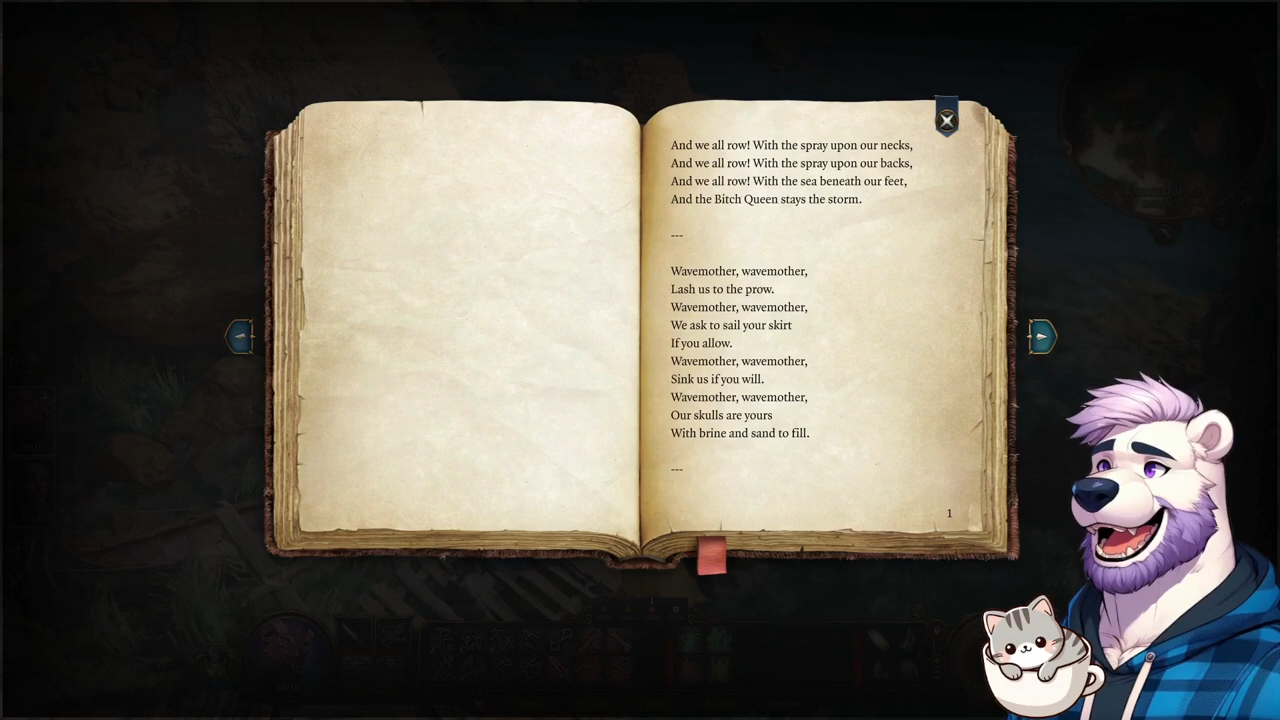 And we all row! With the spray upon our necks,
And we all row! With the spray upon our backs,
And we all row! With the sea beneath our feet,
And the Bitch Queen stays the storm.
---
Wavemother, wavemother,
Lash us to the prow.
Wavemother, wavemother,
We ask to sail your skirt
If you allow.
Wavemother, wavemother,
Sink us if you will.
Wavemother, wavemother,
Our skulls are yours
With brine and sand to fill.
---
1